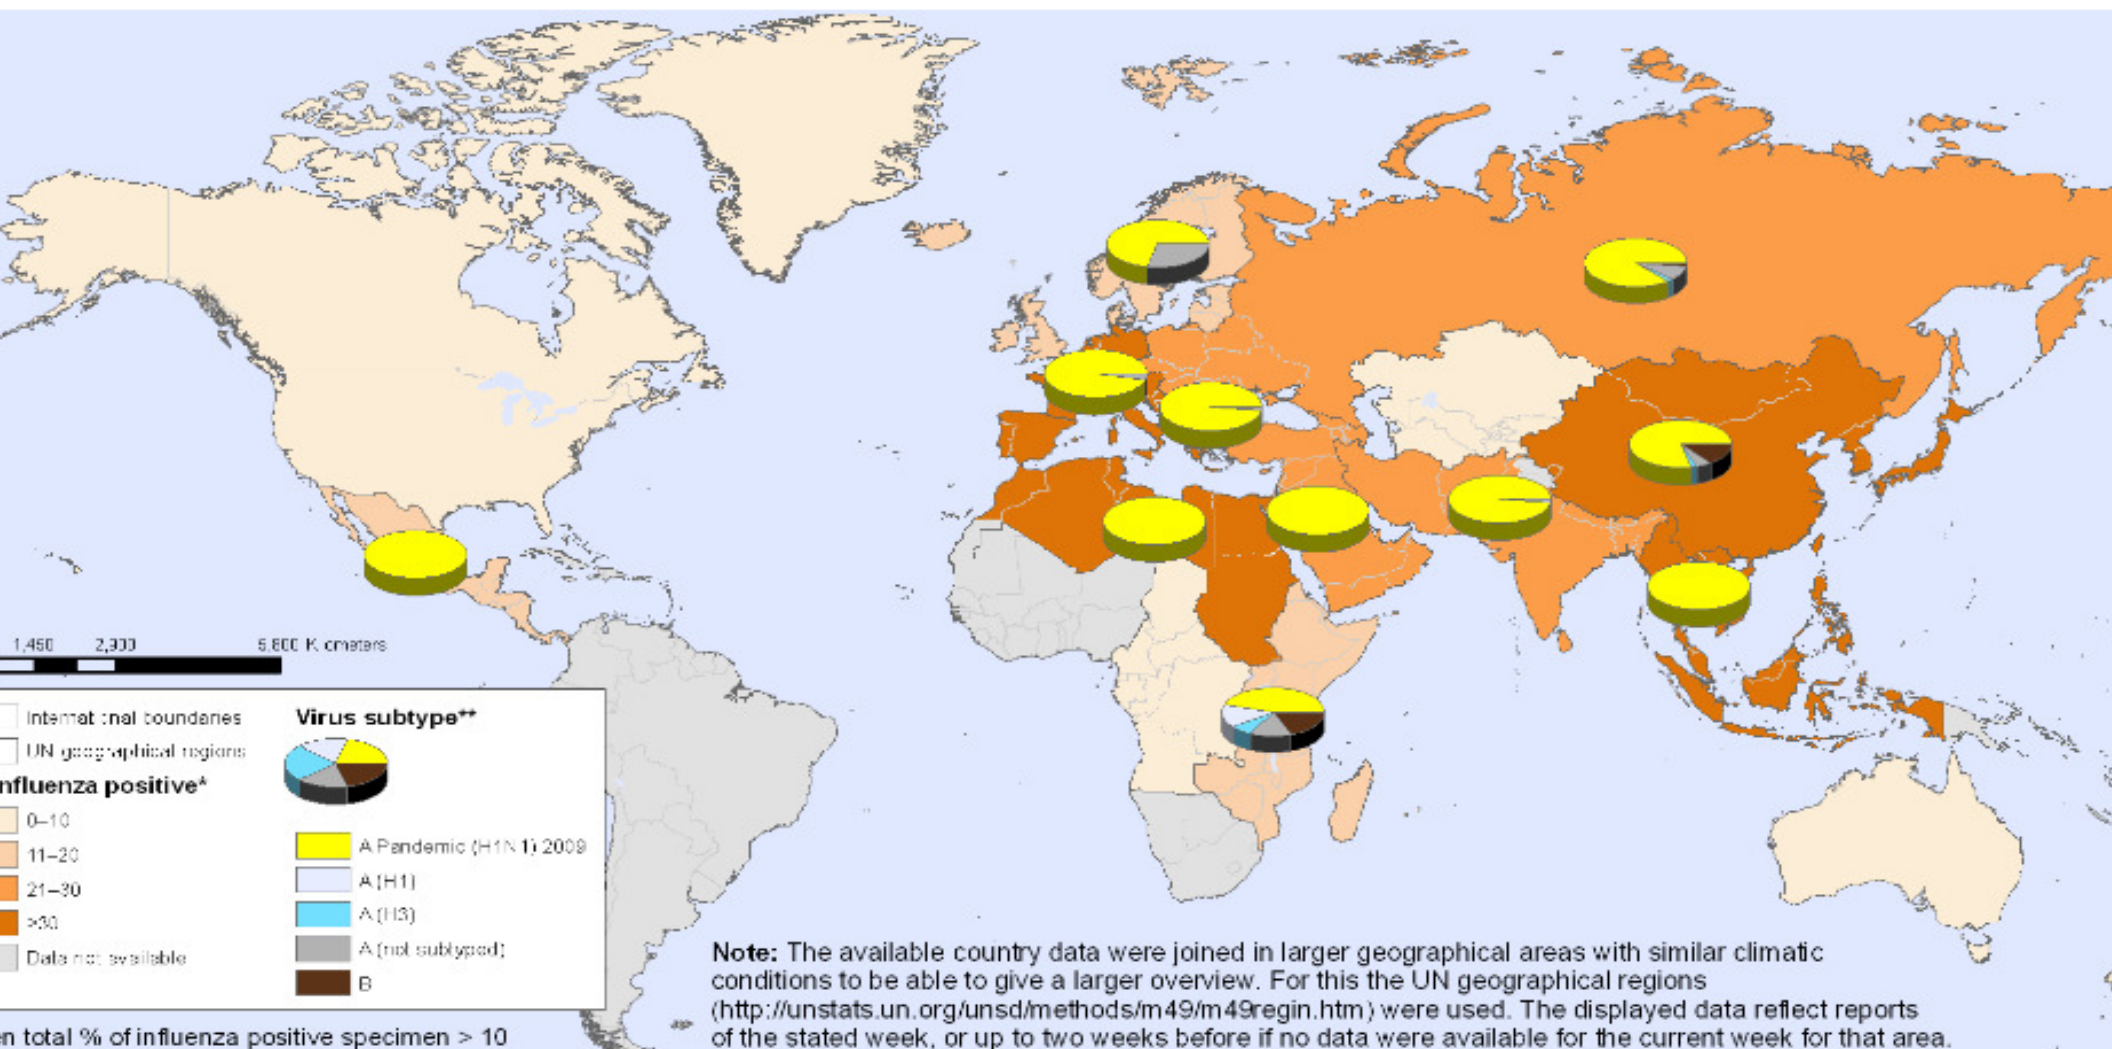 1,450 2,900 5,800 Kilometers
International boundaries
UN geographical regions
nfluenza positive*
0–10
11–20
21–30
>30
Data not available
Virus subtype**
A Pandemic (H1N1) 2009
A (H1)
A (H3)
A (not subtyped)
B
en total % of influenza positive specimen > 10
Note: The available country data were joined in larger geographical areas with similar climatic
conditions to be able to give a larger overview. For this the UN geographical regions
(http://unstats.un.org/unsd/methods/m49/m49regin.htm) were used. The displayed data reflect reports
of the stated week, or up to two weeks before if no data were available for the current week for that area.